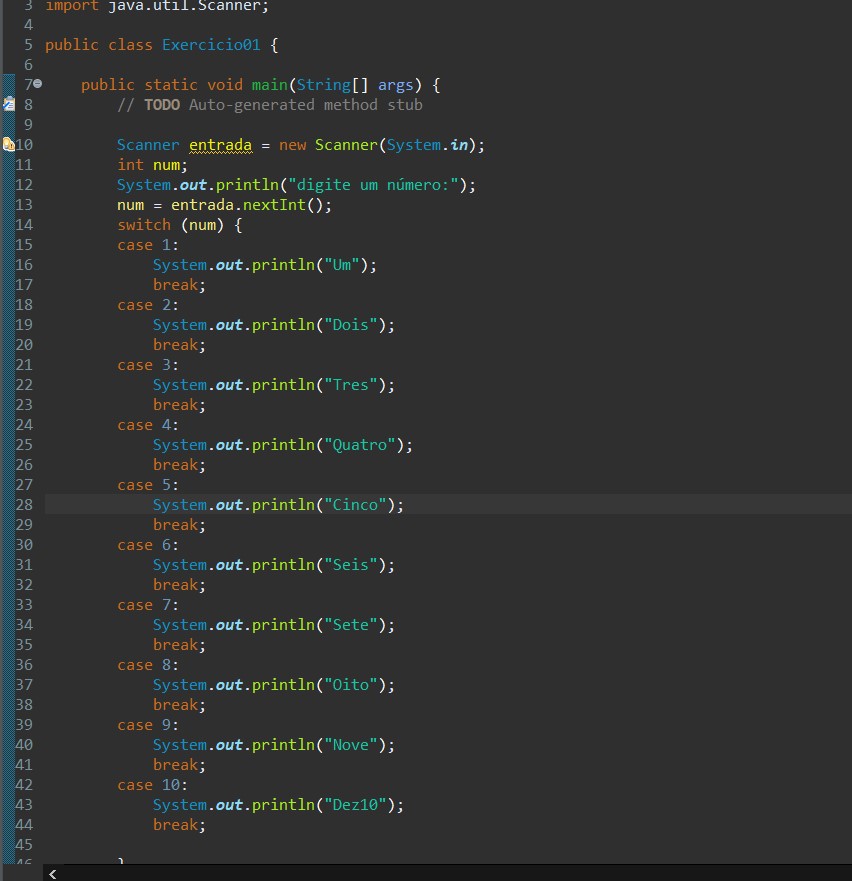 3 import java.util.Scanner;
4
5 public class Exercicio01 {
6
7 public static void main(String[] args) {
8 // TODO Auto-generated method stub
9
10 Scanner entrada = new Scanner(System.in);
11 int num;
12 System.out.println("digite um número:");
13 num = entrada.nextInt();
14 switch (num) {
15 case 1:
16 System.out.println("Um");
17 break;
18 case 2:
19 System.out.println("Dois");
20 break;
21 case 3:
22 System.out.println("Tres");
23 break;
24 case 4:
25 System.out.println("Quatro");
26 break;
27 case 5:
28 System.out.println("Cinco");
29 break;
30 case 6:
31 System.out.println("Seis");
32 break;
33 case 7:
34 System.out.println("Sete");
35 break;
36 case 8:
37 System.out.println("Oito");
38 break;
39 case 9:
40 System.out.println("Nove");
41 break;
42 case 10:
43 System.out.println("Dez10");
44 break;
45
46 }